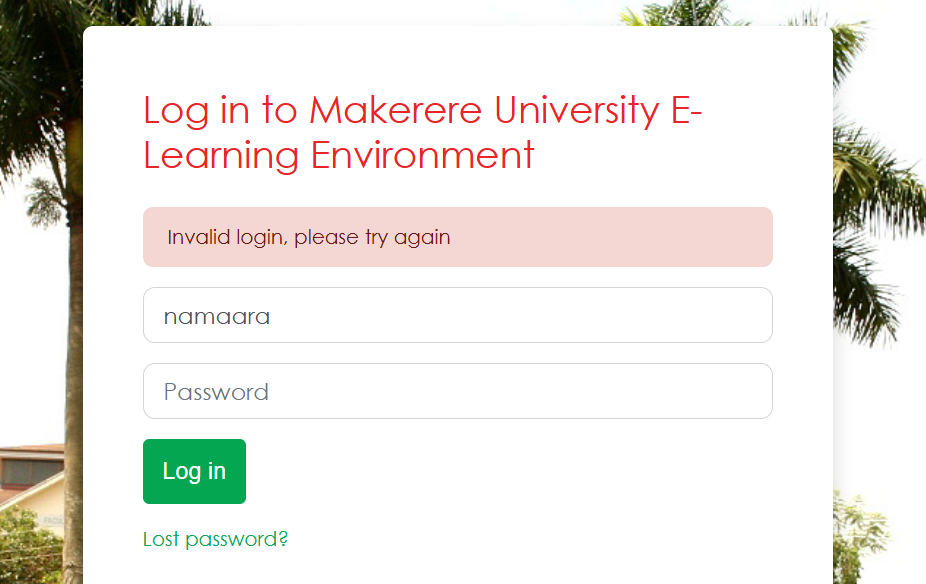 Log in to Makerere University E-
Learning Environment
Invalid login, please try again
namaara
Password
Log in
Lost password?